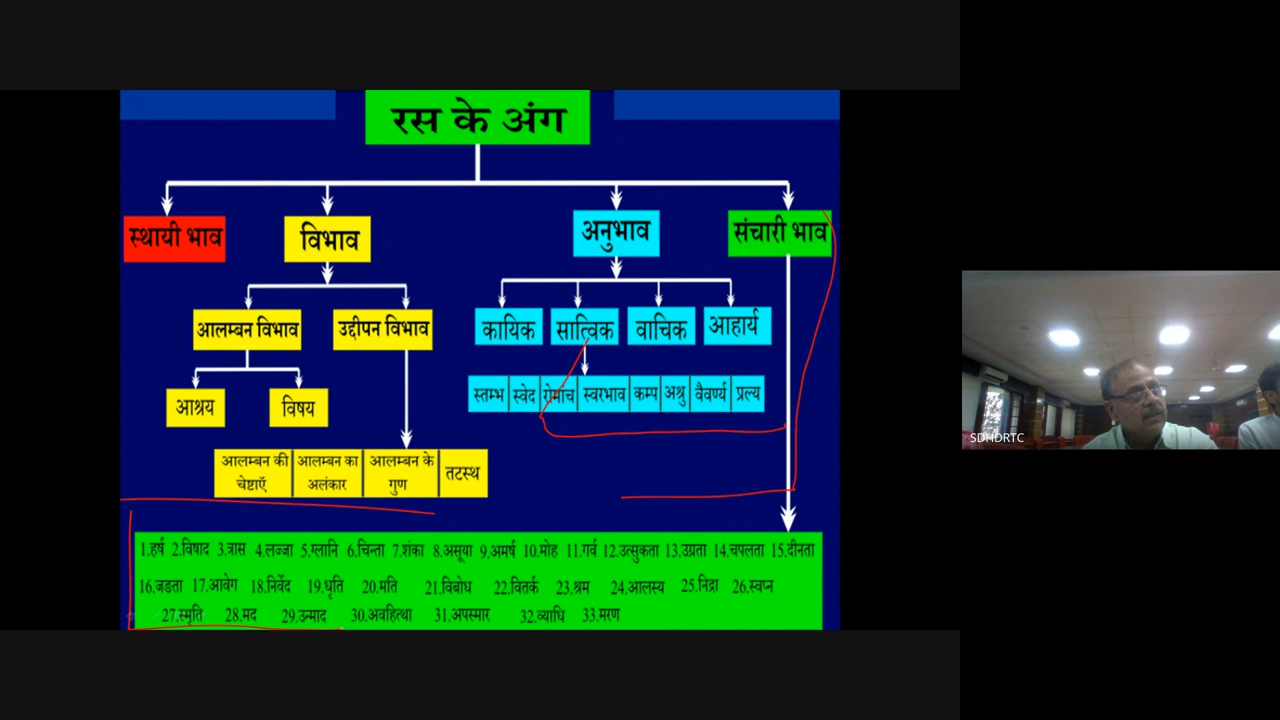 रस के अंग
स्थायी भाव विभाव अनुभाव संचारी भाव
आलम्बन विभाव उद्दीपन विभाव कायिक सात्विक वाचिक आहार्य
आश्रय विषय स्तम्भ स्वेद रोमांच स्वरभाव कम्प अश्रु वैवर्ण्य प्रल्य
आलम्बन की चेष्टाएँ आलम्बन का अलंकार आलम्बन के गुण तटस्थ
SDHDRTC
1.हर्ष 2.विषाद 3.त्रास 4.लज्जा 5.ग्लानि 6.चिन्ता 7.शंका 8.असूया 9.अमर्ष 10.मोह 11.गर्व 12.उत्सुकता 13.उग्रता 14.चपलता 15.दीनता
16.जङता 17.आवेग 18.निर्वेद 19.धृति 20.मति 21.विबोध 22.वितर्क 23.श्रम 24.आलस्य 25.निद्रा 26.स्वप्न
27.स्मृति 28.मद 29.उन्माद 30.अवहित्था 31.अपस्मार 32.व्याधि 33.मरण